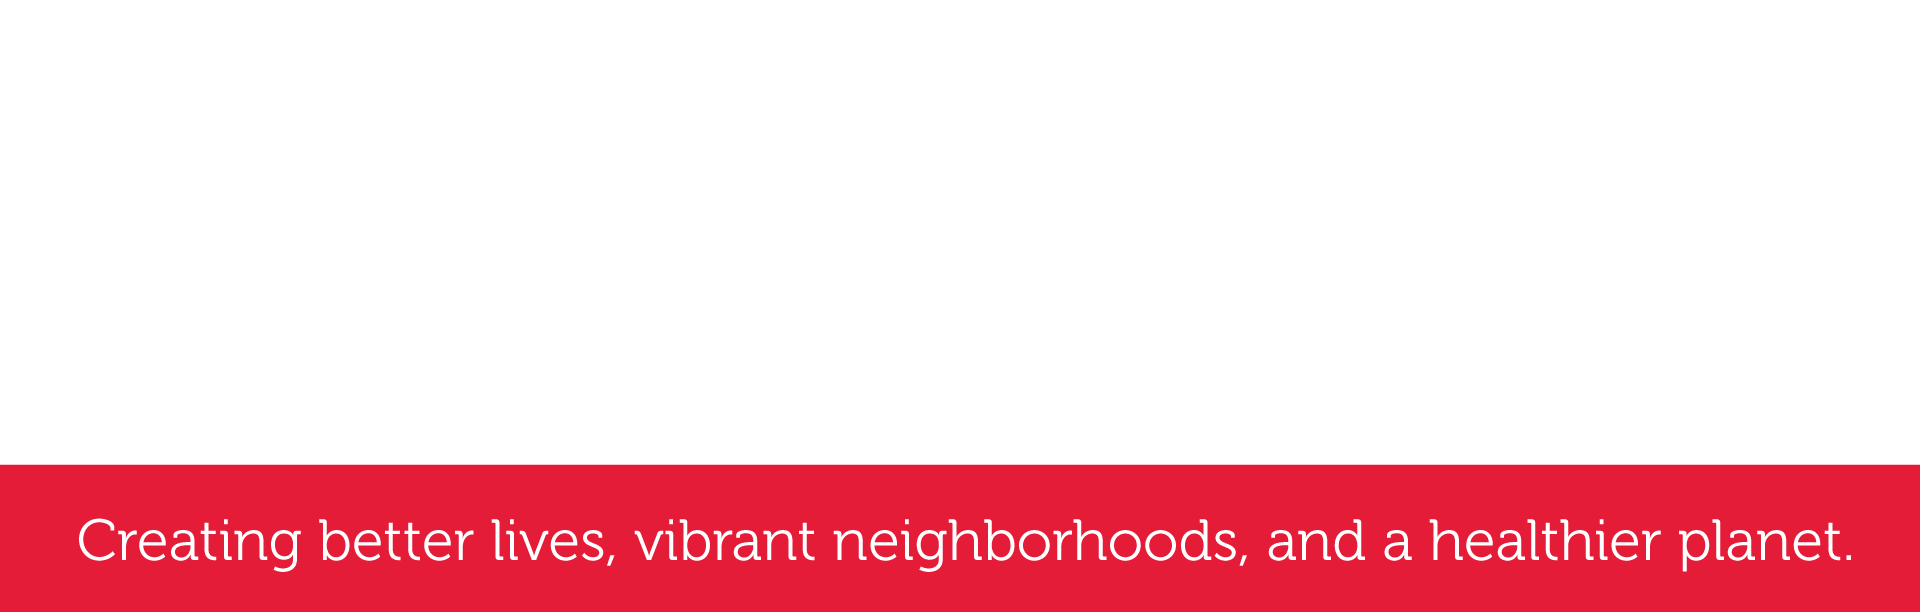 Creating better lives, vibrant neighborhoods, and a healthier planet.